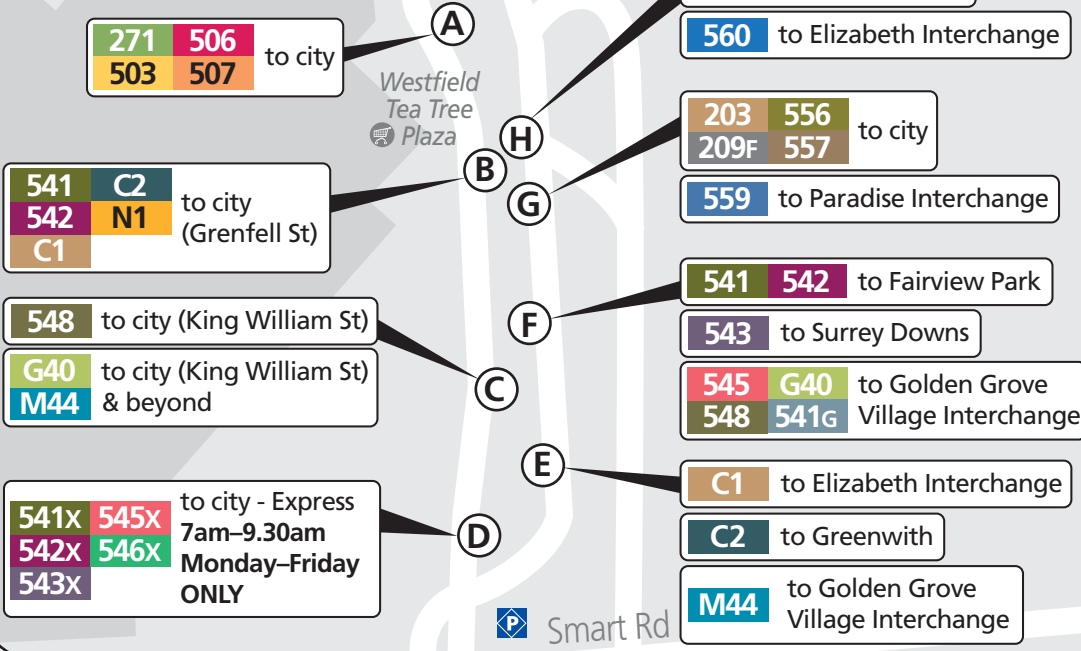 271 506
503 507
to city
A
Westfield
Tea Tree
Plaza
560 to Elizabeth Interchange
H
203 556
209F 557
to city
B
541 C2
542 N1
C1
to city
(Grenfell St)
G
559 to Paradise Interchange
541 542 to Fairview Park
548 to city (King William St)
F
543 to Surrey Downs
G40
M44
to city (King William St)
& beyond
C
545 G40
548 541G
to Golden Grove
Village Interchange
E
C1 to Elizabeth Interchange
541X 545X
542X 546X
543X
to city - Express
7am–9.30am
Monday–Friday
ONLY
D
C2 to Greenwith
M44
to Golden Grove
Village Interchange
P
Smart Rd